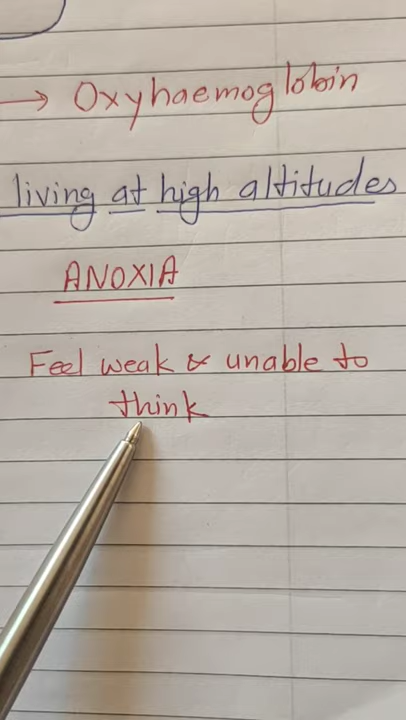 → Oxyhaemoglobin
living at high altitudes
ANOXIA
Feel weak & unable to
think